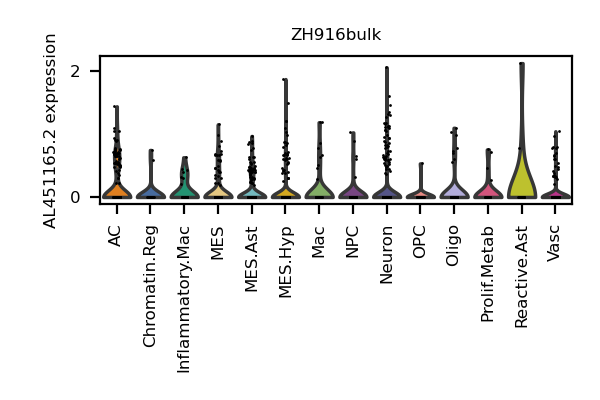 ZH916bulk
AL451165.2 expression
2
0
AC
Chromatin.Reg
Inflammatory.Mac
MES
MES.Ast
MES.Hyp
Mac
NPC
Neuron
OPC
Oligo
Prolif.Metab
Reactive.Ast
Vasc